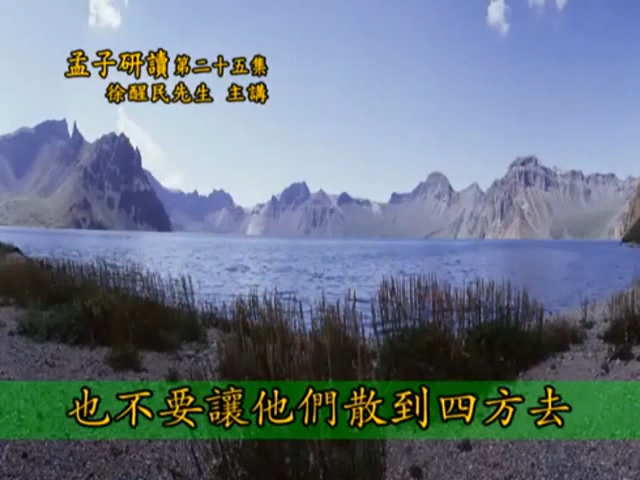 孟子研讀第二十五集
徐醒民先生 主講
也不要讓他們散到四方去